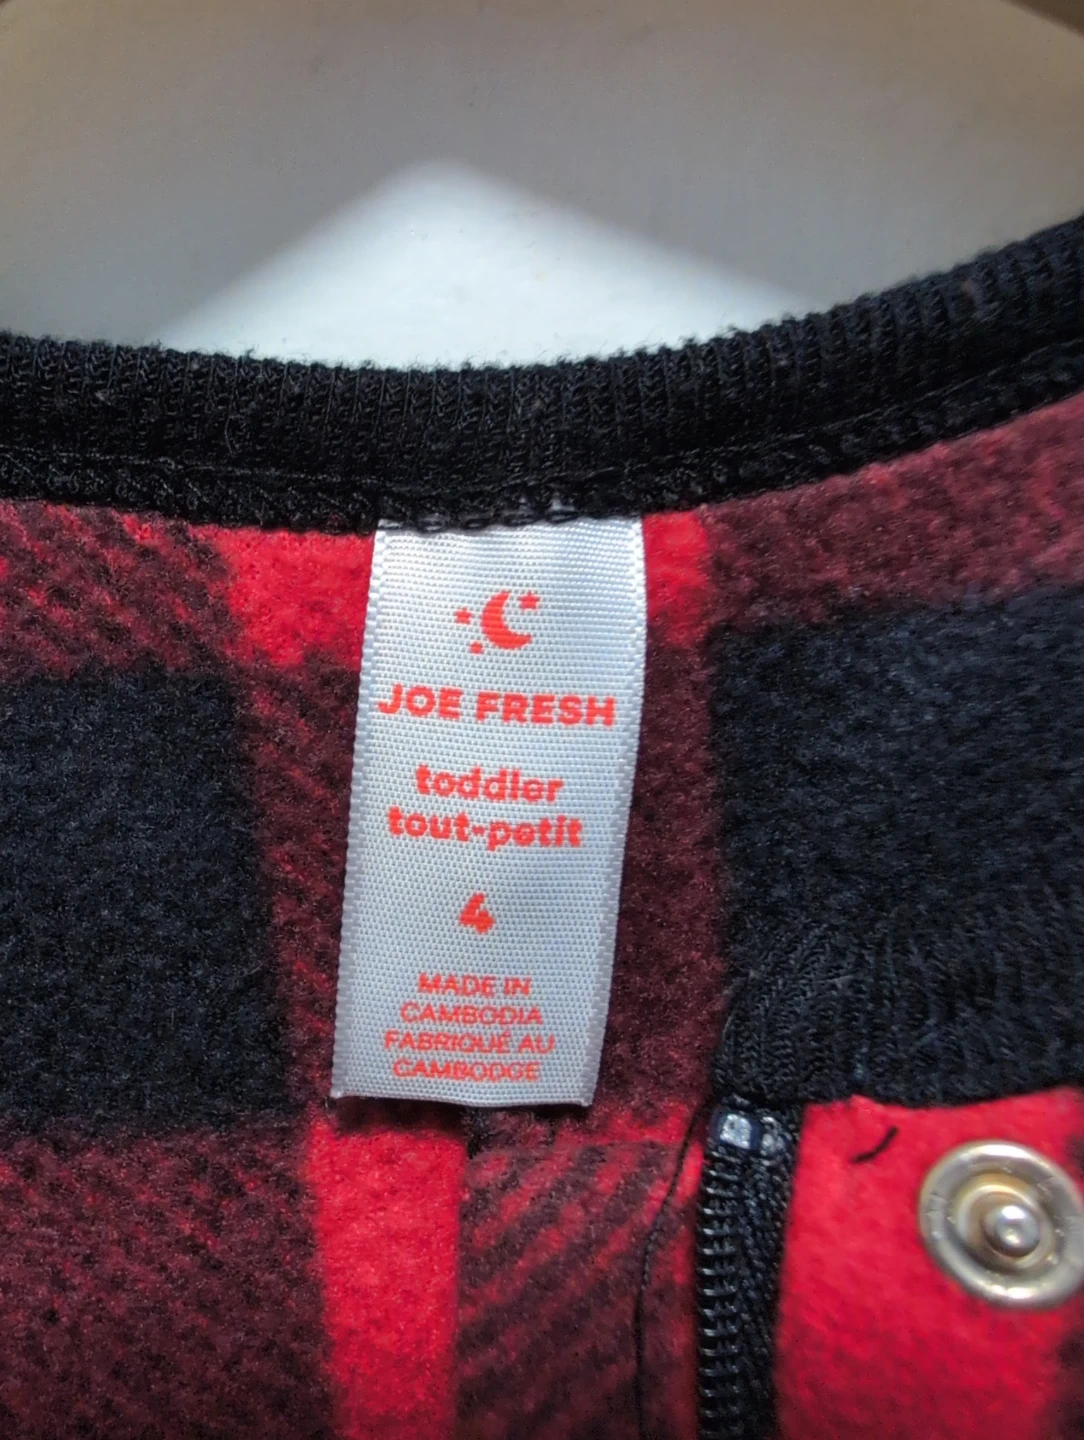 JOE FRESH
toddler
tout-petit
4
MADE IN
CAMBODIA
FABRIQUÉ AU
CAMBODGE